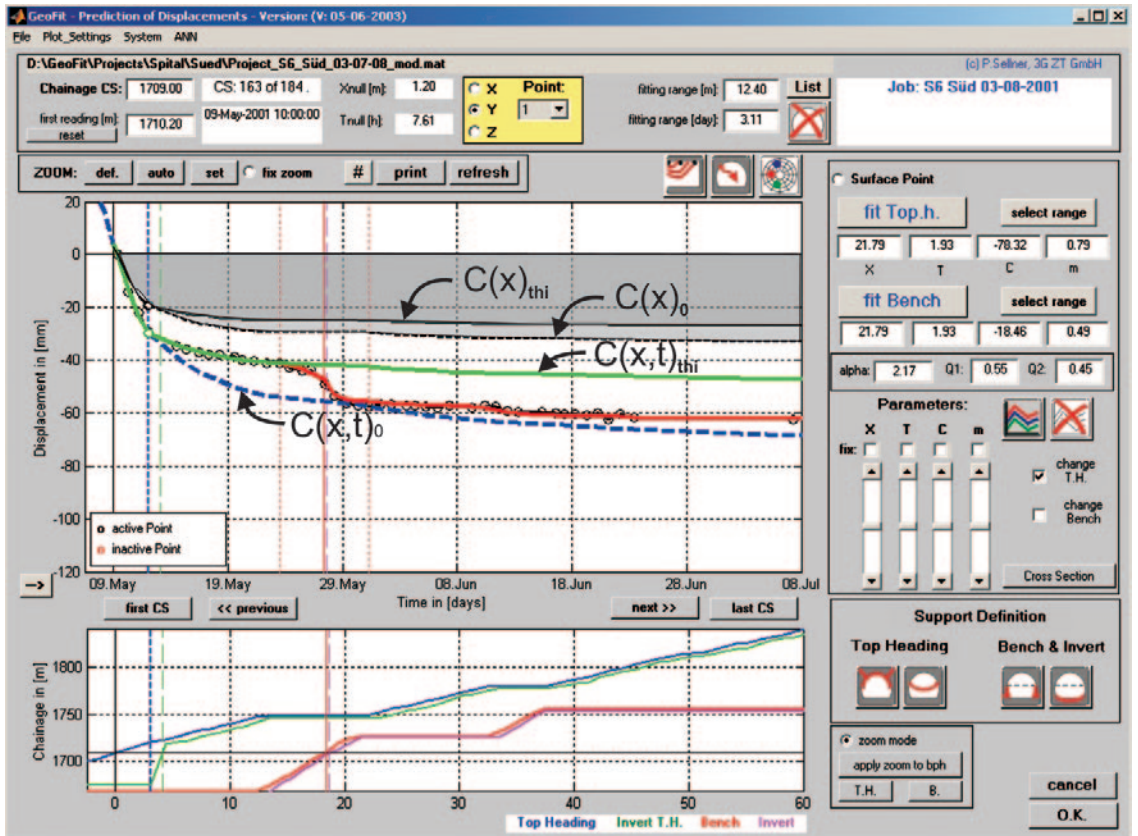 GeoFit - Prediction of Displacements - Version: (V: 05-06-2003)
File Plot_Settings System ANN
D:\GeoFit\Projects\Spital\Sued\Project_S6_Süd_03-07-08_mod.mat
(c) P.Sellner, 3G ZT GmbH
Chainage CS: 1709.00 CS: 163 of 184 . Xnull [m]: 1.20 X Point: fitting range [m]: 12.40 List Job: S6 Süd 03-08-2001
first reading [m]: 1710.20 09-May-2001 10:00:00 Tnull [h]: 7.61 Y 1 fitting range [day]: 3.11
reset Z
ZOOM: def. auto set fix zoom # print refresh
Surface Point
fit Top.h. select range
21.79 1.93 -78.32 0.79
X T C m
fit Bench select range
21.79 1.93 -18.46 0.49
alpha: 2.17 Q1: 0.55 Q2: 0.45
Parameters:
X T C m
fix:
change
T.H.
change
Bench
Cross Section
20
0
-20
-40
-60
-80
-100
-120
Displacement in [mm]
C(x)thi
C(x)0
C(x,t)thi
C(x,t)0
active Point
inactive Point
09.May 19.May 29.May 08.Jun 18.Jun 28.Jun 08.Jul
-->
Time in [days]
first CS << previous next >> last CS
Support Definition
Top Heading Bench & Invert
Chainage in [m]
1800
1750
1700
0 10 20 30 40 50 60
Top Heading Invert T.H. Bench Invert
zoom mode
apply zoom to bph
T.H. B.
cancel
O.K.